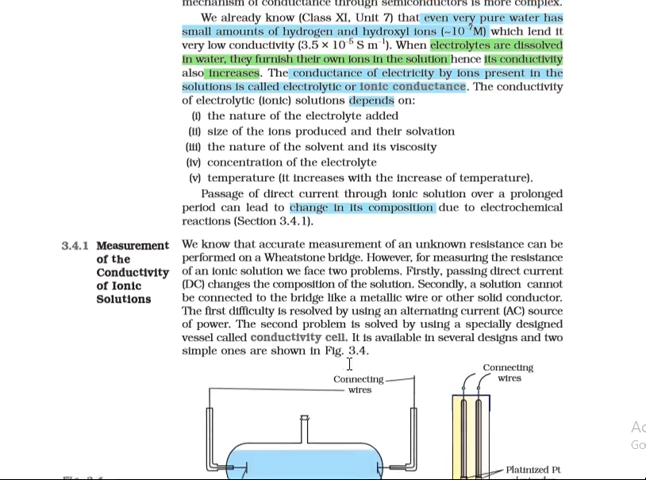 mechanism of conductance through semiconductors is more complex.
We already know (Class XI, Unit 7) that even very pure water has
small amounts of hydrogen and hydroxyl ions (~10⁻⁷M) which lend it
very low conductivity (3.5 × 10⁻⁵ S m⁻¹). When electrolytes are dissolved
in water, they furnish their own ions in the solution hence its conductivity
also increases. The conductance of electricity by ions present in the
solutions is called electrolytic or ionic conductance. The conductivity
of electrolytic (ionic) solutions depends on:
(i) the nature of the electrolyte added
(ii) size of the ions produced and their solvation
(iii) the nature of the solvent and its viscosity
(iv) concentration of the electrolyte
(v) temperature (it increases with the increase of temperature).
Passage of direct current through ionic solution over a prolonged
period can lead to change in its composition due to electrochemical
reactions (Section 3.4.1).
3.4.1 Measurement
of the
Conductivity
of Ionic
Solutions
We know that accurate measurement of an unknown resistance can be
performed on a Wheatstone bridge. However, for measuring the resistance
of an ionic solution we face two problems. Firstly, passing direct current
(DC) changes the composition of the solution. Secondly, a solution cannot
be connected to the bridge like a metallic wire or other solid conductor.
The first difficulty is resolved by using an alternating current (AC) source
of power. The second problem is solved by using a specially designed
vessel called conductivity cell. It is available in several designs and two
simple ones are shown in Fig. 3.4.
Connecting
wires
Connecting
wires
Platinized Pt